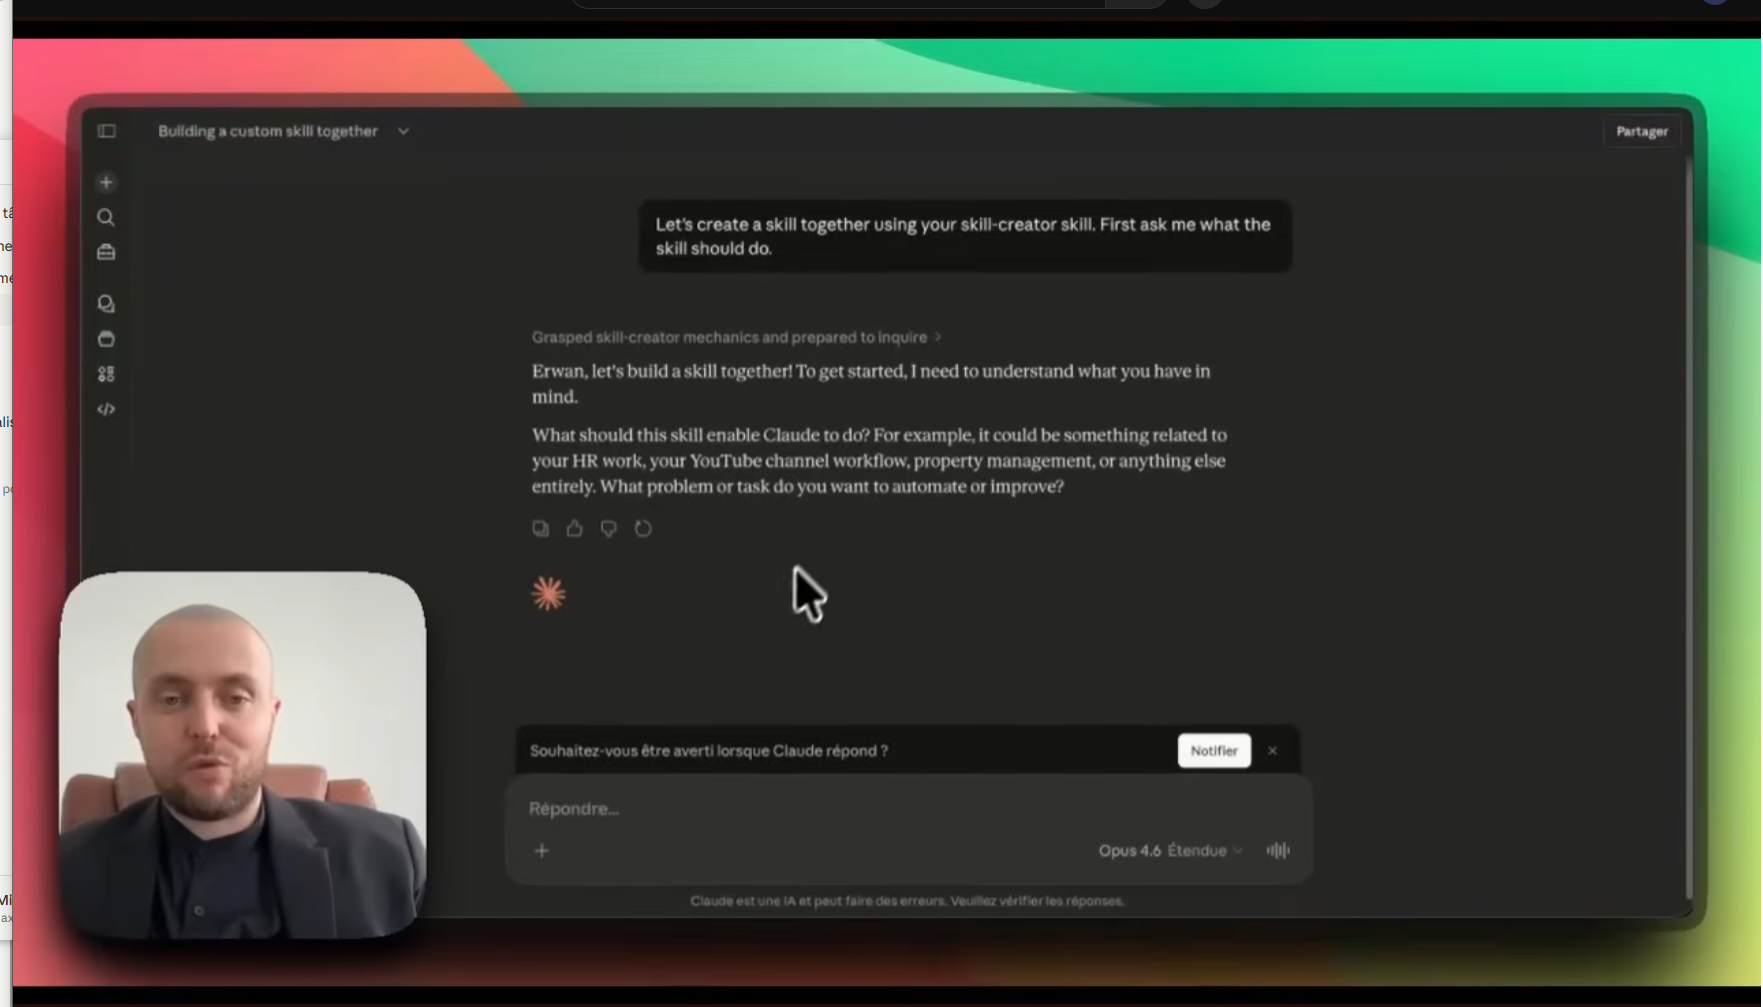 Building a custom skill together
Partager
Let's create a skill together using your skill-creator skill. First ask me what the
skill should do.
Grasped skill-creator mechanics and prepared to inquire >
Erwan, let's build a skill together! To get started, I need to understand what you have in
mind.
What should this skill enable Claude to do? For example, it could be something related to
your HR work, your YouTube channel workflow, property management, or anything else
entirely. What problem or task do you want to automate or improve?
Souhaitez-vous être averti lorsque Claude répond ?
Notifier
Répondre...
Opus 4.6 Étendue
Claude est une IA et peut faire des erreurs. Veuillez vérifier les réponses.